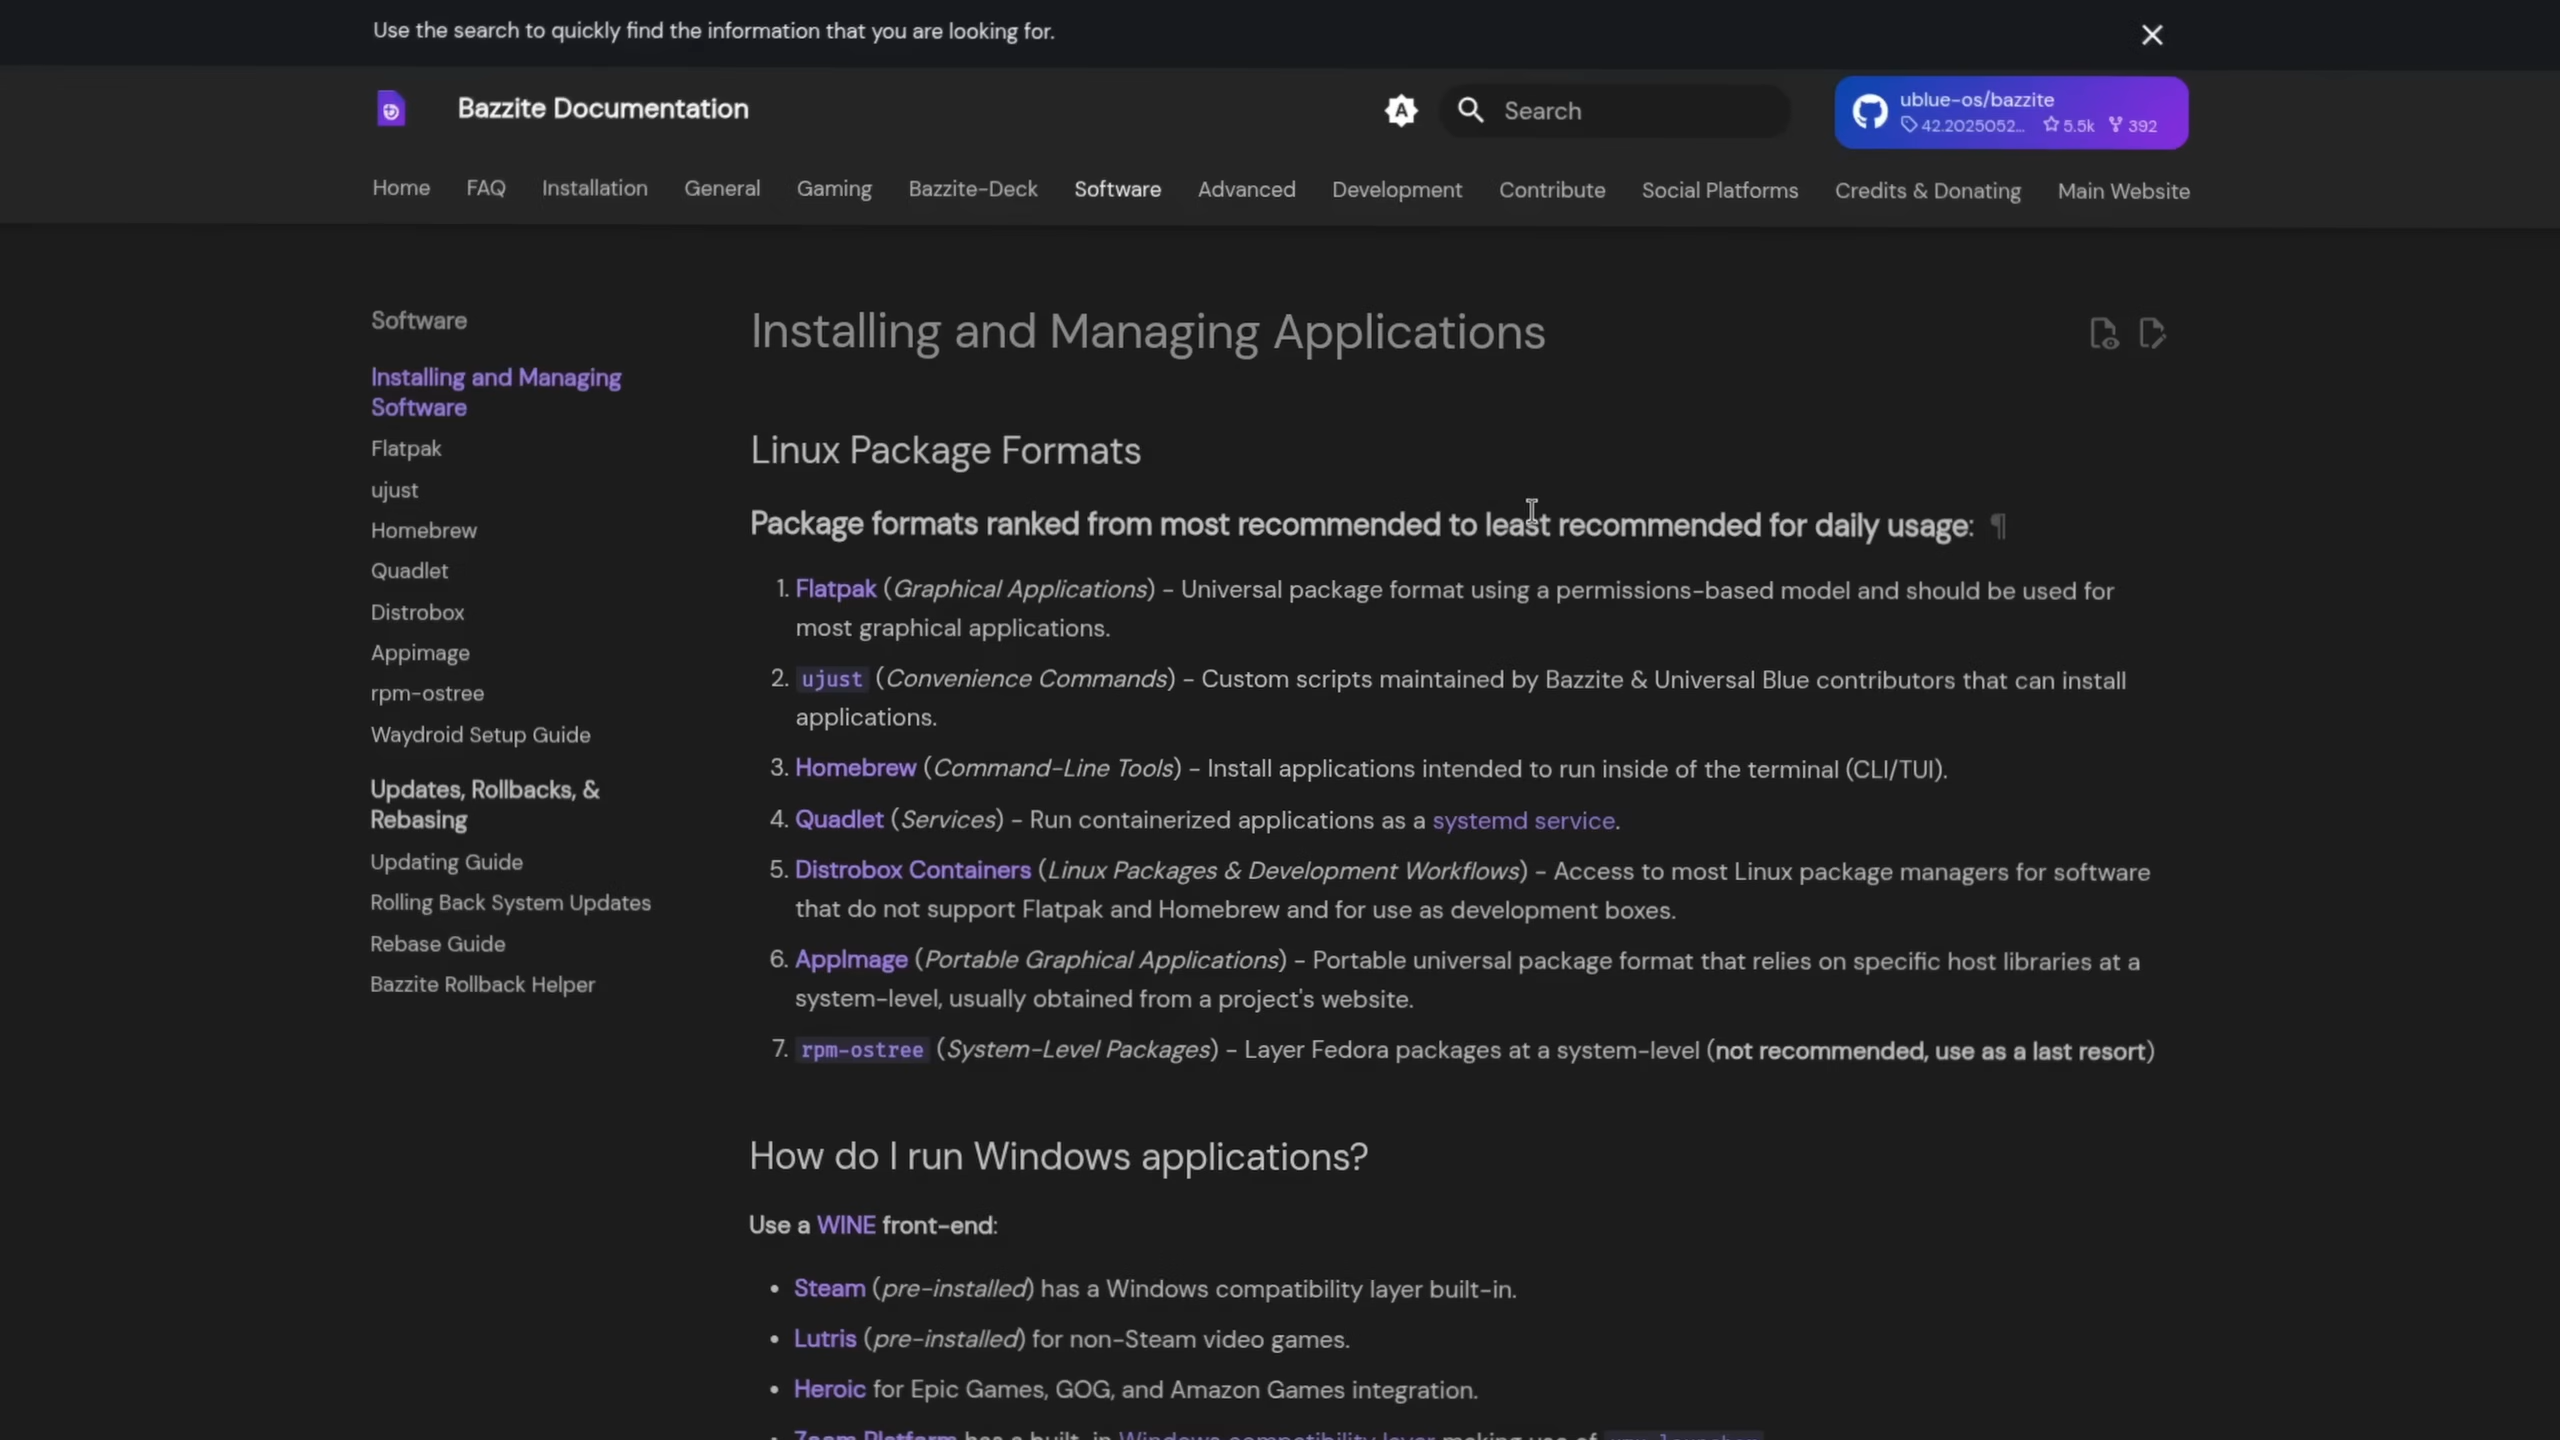 Use the search to quickly find the information that you are looking for.
Bazzite Documentation
A
Search
ublue-os/bazzite
42.2025052... 5.5k 392
Home FAQ Installation General Gaming Bazzite-Deck Software Advanced Development Contribute Social Platforms Credits & Donating Main Website
Software
Installing and Managing
Software
Flatpak
ujust
Homebrew
Quadlet
Distrobox
Appimage
rpm-ostree
Waydroid Setup Guide
Updates, Rollbacks, &
Rebasing
Updating Guide
Rolling Back System Updates
Rebase Guide
Bazzite Rollback Helper
Installing and Managing Applications
Linux Package Formats
Package formats ranked from most recommended to least recommended for daily usage: ¶
1. Flatpak (Graphical Applications) – Universal package format using a permissions-based model and should be used for
most graphical applications.
2. ujust (Convenience Commands) – Custom scripts maintained by Bazzite & Universal Blue contributors that can install
applications.
3. Homebrew (Command-Line Tools) – Install applications intended to run inside of the terminal (CLI/TUI).
4. Quadlet (Services) – Run containerized applications as a systemd service.
5. Distrobox Containers (Linux Packages & Development Workflows) – Access to most Linux package managers for software
that do not support Flatpak and Homebrew and for use as development boxes.
6. AppImage (Portable Graphical Applications) – Portable universal package format that relies on specific host libraries at a
system-level, usually obtained from a project's website.
7. rpm-ostree (System-Level Packages) – Layer Fedora packages at a system-level (not recommended, use as a last resort)
How do I run Windows applications?
Use a WINE front-end:
• Steam (pre-installed) has a Windows compatibility layer built-in.
• Lutris (pre-installed) for non-Steam video games.
• Heroic for Epic Games, GOG, and Amazon Games integration.
• Platform has a built-in Windows compatibility layer making use of